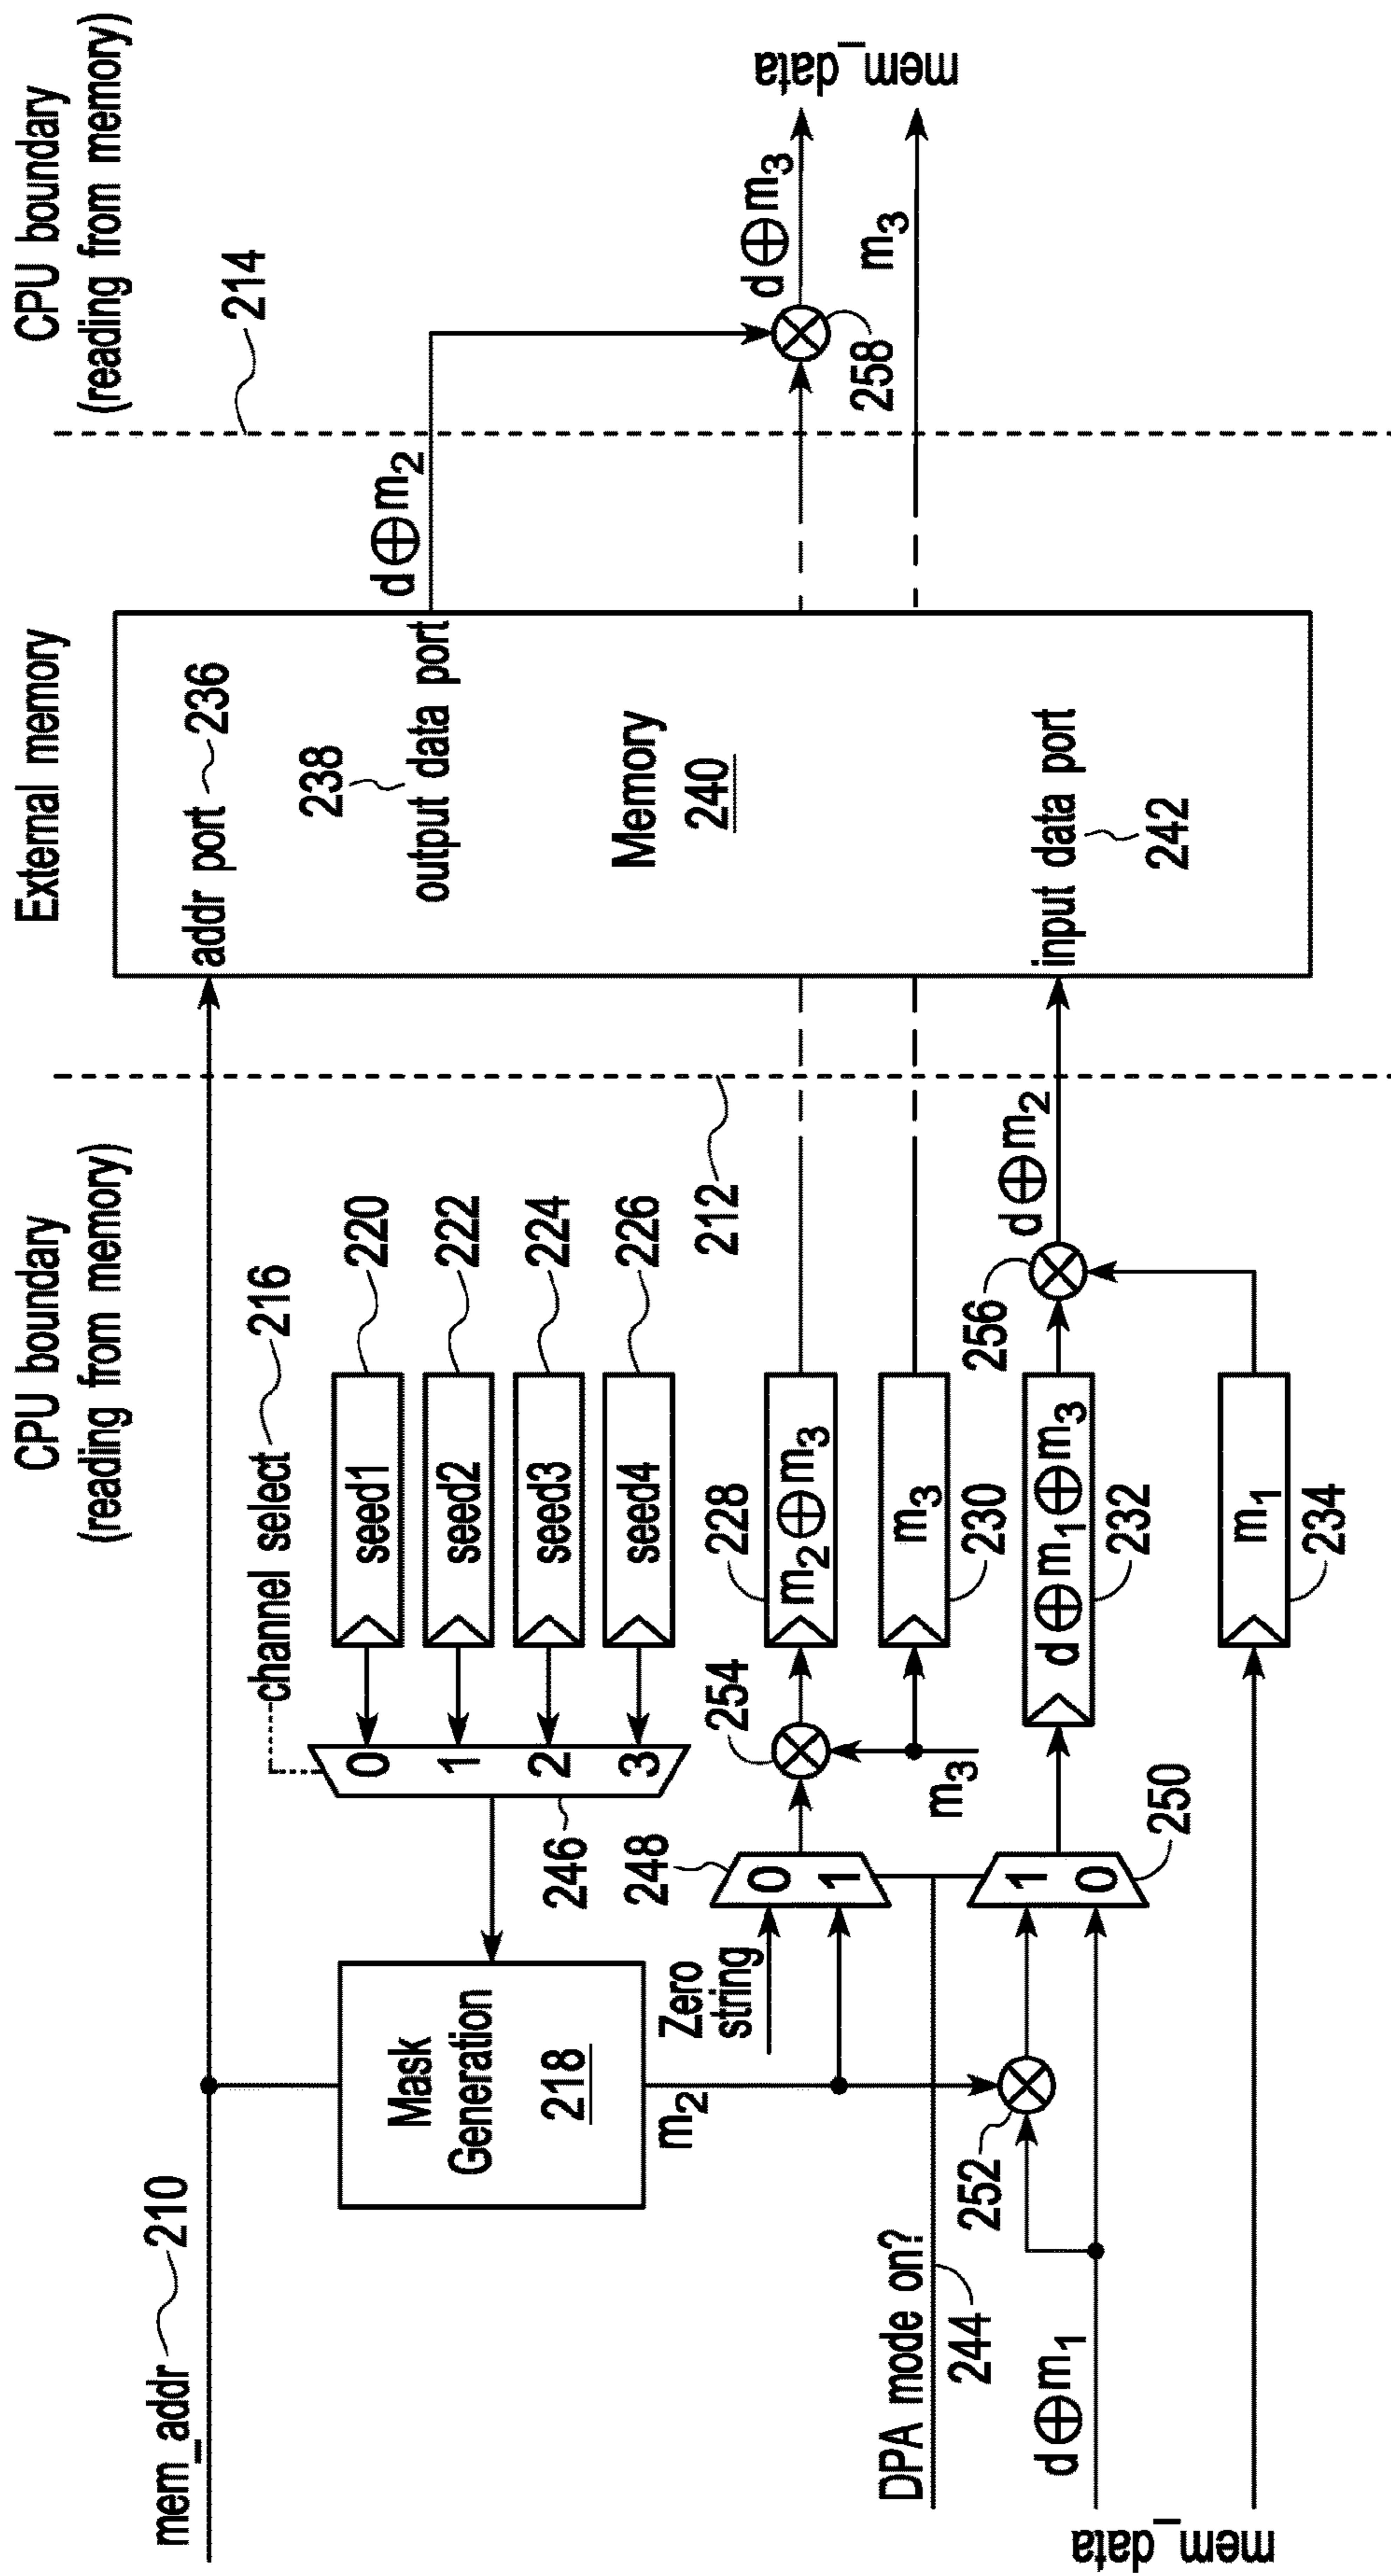 CPU boundary
(reading from memory)
External memory
CPU boundary
(reading from memory)
mem_addr 210
channel select 216
addr port 236
214
seed1 220
seed2 222
seed3 224
seed4 226
0
1
2
3
246
Mask
Generation
218
m2
238
output data port
d⊕m2
Memory
240
212
Zero
string
248
0
1
254
228
m2⊕m3
m3
230
m3
258
d⊕m3
m3
mem_data
DPA mode on?
244
252
1
0
250
d⊕m1⊕m3
232
256
d⊕m2
input data port
242
d⊕m1
mem_data
m1
234